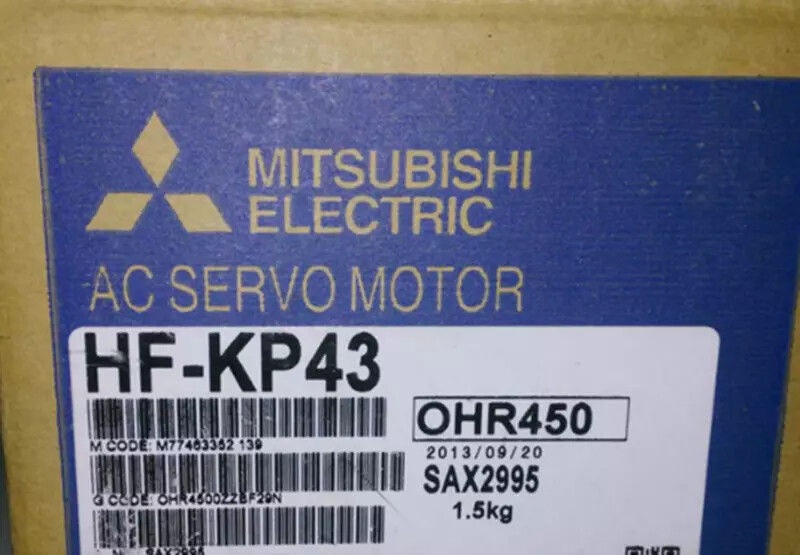 MITSUBISHI
ELECTRIC
AC SERVO MOTOR
HF-KP43
OHR450
M CODE: M77463352 139
2013/09/20
SAX2995
G CODE: OHR4500ZZBF29N
1.5kg
SAX2995